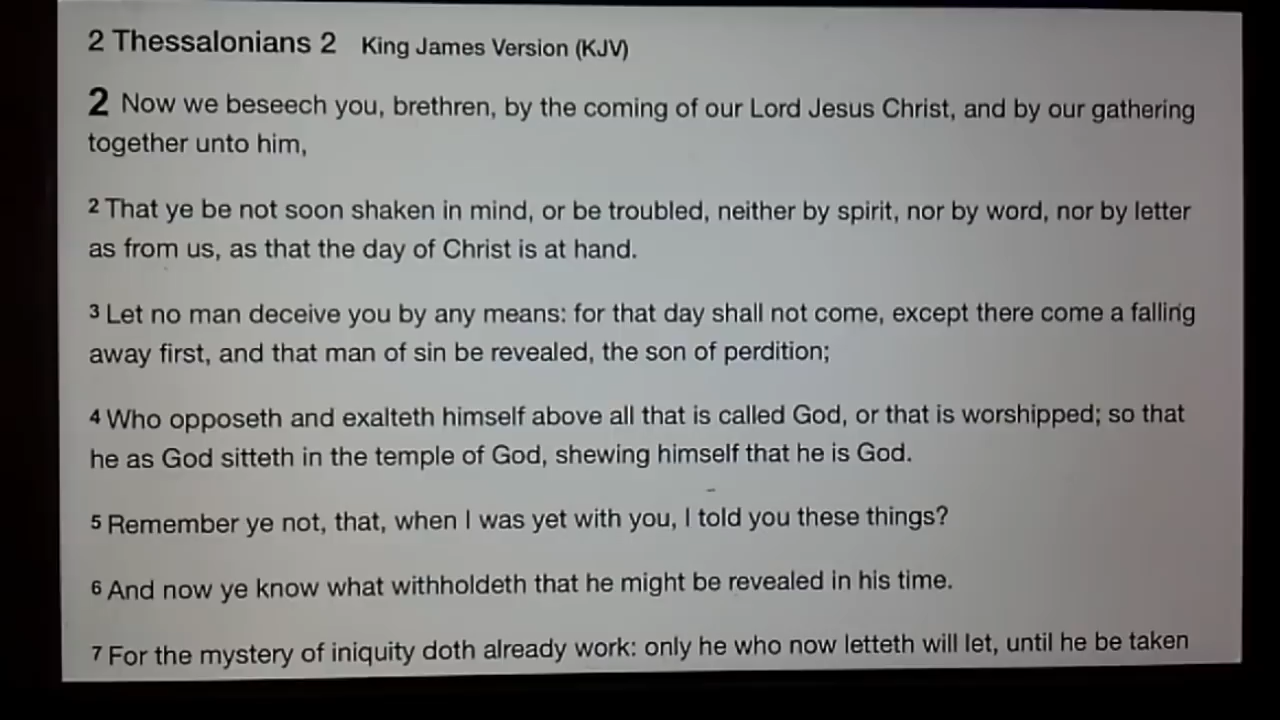 2 Thessalonians 2 King James Version (KJV)
2 Now we beseech you, brethren, by the coming of our Lord Jesus Christ, and by our gathering
together unto him,
2 That ye be not soon shaken in mind, or be troubled, neither by spirit, nor by word, nor by letter
as from us, as that the day of Christ is at hand.
3 Let no man deceive you by any means: for that day shall not come, except there come a falling
away first, and that man of sin be revealed, the son of perdition;
4 Who opposeth and exalteth himself above all that is called God, or that is worshipped; so that
he as God sitteth in the temple of God, shewing himself that he is God.
5 Remember ye not, that, when I was yet with you, I told you these things?
6 And now ye know what withholdeth that he might be revealed in his time.
7 For the mystery of iniquity doth already work: only he who now letteth will let, until he be taken